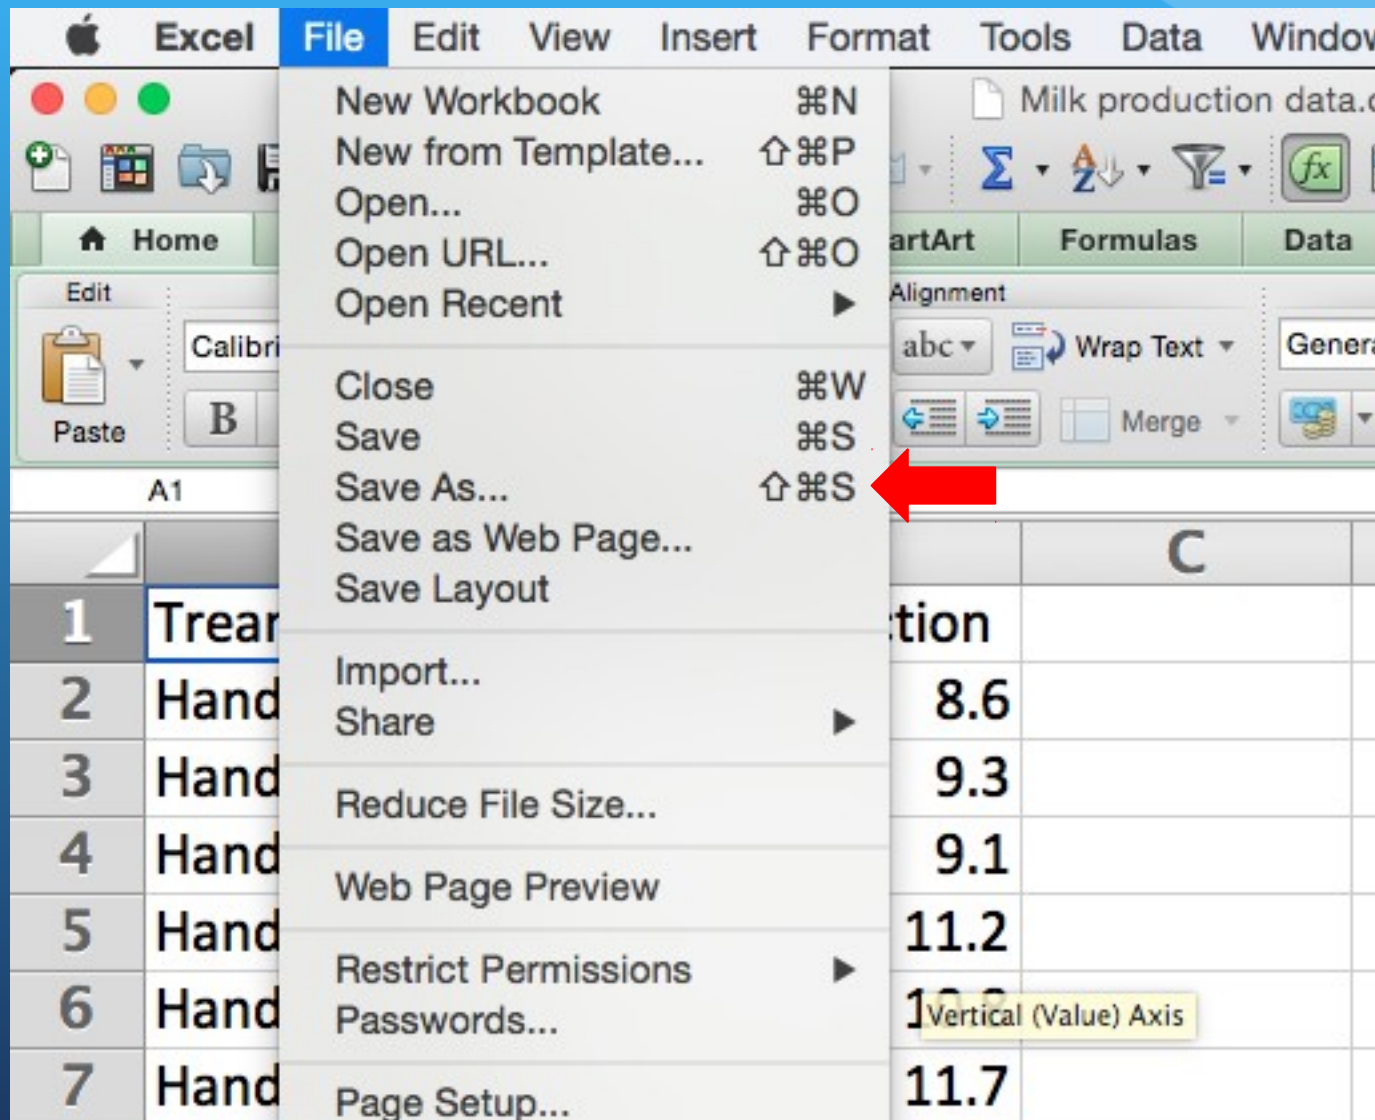 Excel File Edit View Insert Format Tools Data
Milk production data.
New Workbook ⌘N
New from Template... ⇧⌘P
Open... ⌘O
Open URL... ⇧⌘O
Open Recent ▶
Close ⌘W
Save ⌘S
Save As... ⇧⌘S
Save as Web Page...
Save Layout
Import...
Share ▶
Reduce File Size...
Web Page Preview
Restrict Permissions ▶
Passwords...
Page Setup...
Home artArt Formulas Data
Edit Alignment
Calibri abc Wrap Text Genera
Paste B Merge
A1
C
1 Trear tion
2 Hand 8.6
3 Hand 9.3
4 Hand 9.1
5 Hand 11.2
6 Hand
Vertical (Value) Axis
7 Hand 11.7